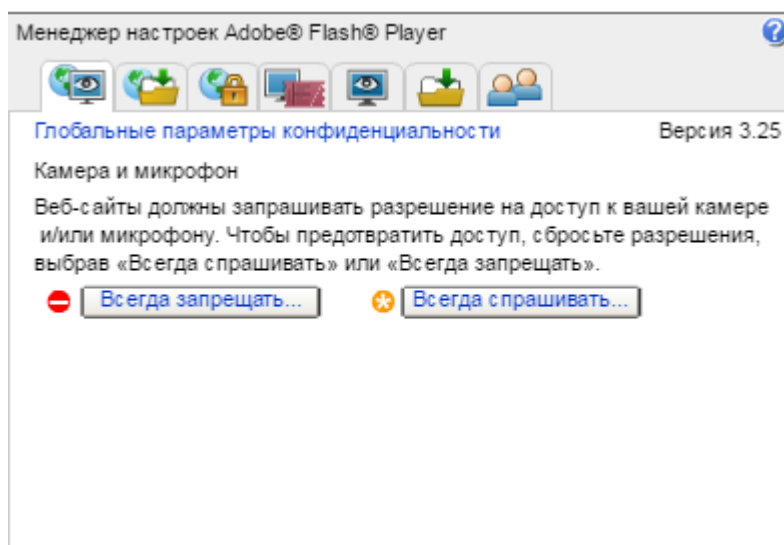 Менеджер настроек Adobe® Flash® Player
Глобальные параметры конфиденциальности Версия 3.25
Камера и микрофон
Веб-сайты должны запрашивать разрешение на доступ к вашей камере
и/или микрофону. Чтобы предотвратить доступ, сбросьте разрешения,
выбрав «Всегда спрашивать» или «Всегда запрещать».
Всегда запрещать... Всегда спрашивать...